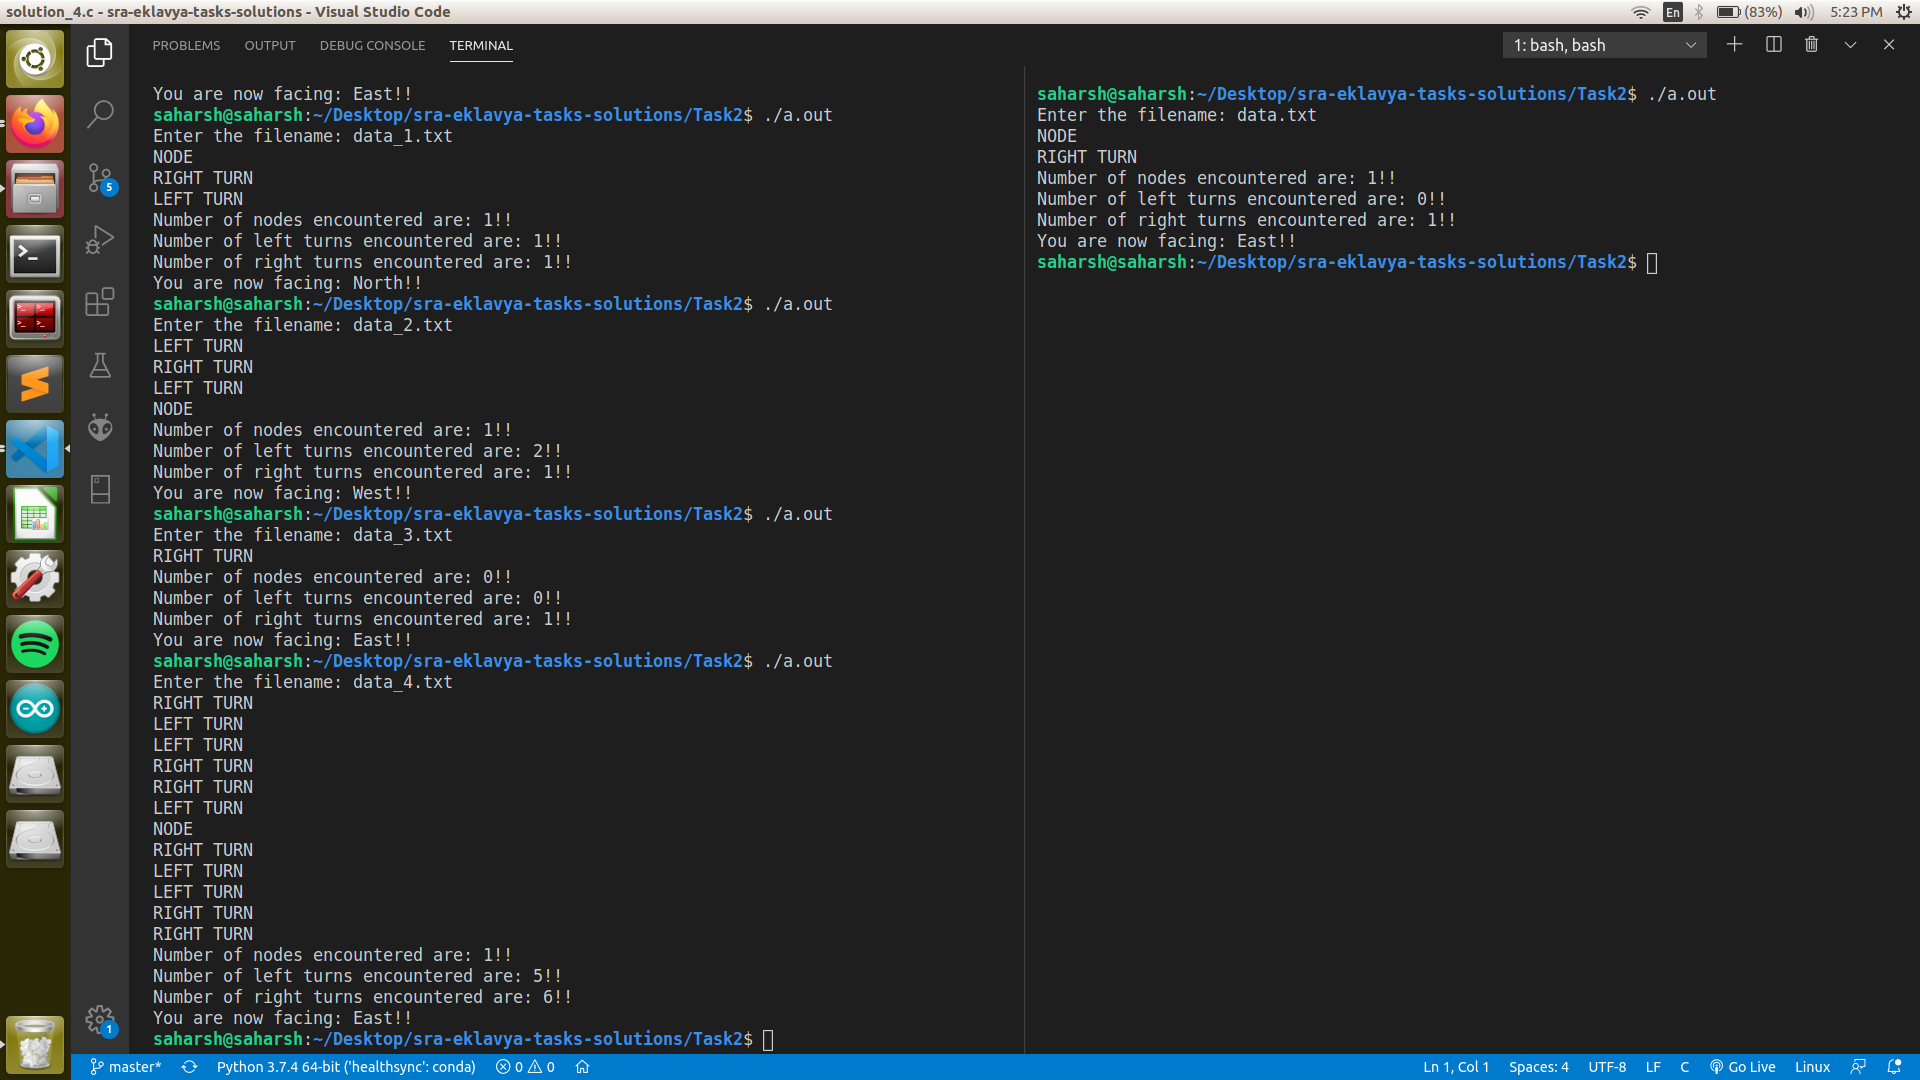 solution_4.c - sra-eklavya-tasks-solutions - Visual Studio Code
En (83%) 5:23 PM
PROBLEMS OUTPUT DEBUG CONSOLE TERMINAL
1: bash, bash
You are now facing: East!!
saharsh@saharsh:~/Desktop/sra-eklavya-tasks-solutions/Task2$ ./a.out
Enter the filename: data_1.txt
NODE
RIGHT TURN
LEFT TURN
Number of nodes encountered are: 1!!
Number of left turns encountered are: 1!!
Number of right turns encountered are: 1!!
You are now facing: North!!
saharsh@saharsh:~/Desktop/sra-eklavya-tasks-solutions/Task2$ ./a.out
Enter the filename: data_2.txt
LEFT TURN
RIGHT TURN
LEFT TURN
NODE
Number of nodes encountered are: 1!!
Number of left turns encountered are: 2!!
Number of right turns encountered are: 1!!
You are now facing: West!!
saharsh@saharsh:~/Desktop/sra-eklavya-tasks-solutions/Task2$ ./a.out
Enter the filename: data_3.txt
RIGHT TURN
Number of nodes encountered are: 0!!
Number of left turns encountered are: 0!!
Number of right turns encountered are: 1!!
You are now facing: East!!
saharsh@saharsh:~/Desktop/sra-eklavya-tasks-solutions/Task2$ ./a.out
Enter the filename: data_4.txt
RIGHT TURN
LEFT TURN
LEFT TURN
RIGHT TURN
RIGHT TURN
LEFT TURN
NODE
RIGHT TURN
LEFT TURN
LEFT TURN
RIGHT TURN
RIGHT TURN
Number of nodes encountered are: 1!!
Number of left turns encountered are: 5!!
Number of right turns encountered are: 6!!
You are now facing: East!!
saharsh@saharsh:~/Desktop/sra-eklavya-tasks-solutions/Task2$
saharsh@saharsh:~/Desktop/sra-eklavya-tasks-solutions/Task2$ ./a.out
Enter the filename: data.txt
NODE
RIGHT TURN
Number of nodes encountered are: 1!!
Number of left turns encountered are: 0!!
Number of right turns encountered are: 1!!
You are now facing: East!!
saharsh@saharsh:~/Desktop/sra-eklavya-tasks-solutions/Task2$
5
1
master* Python 3.7.4 64-bit ('healthsync': conda) 0 0 Ln 1, Col 1 Spaces: 4 UTF-8 LF C Go Live Linux